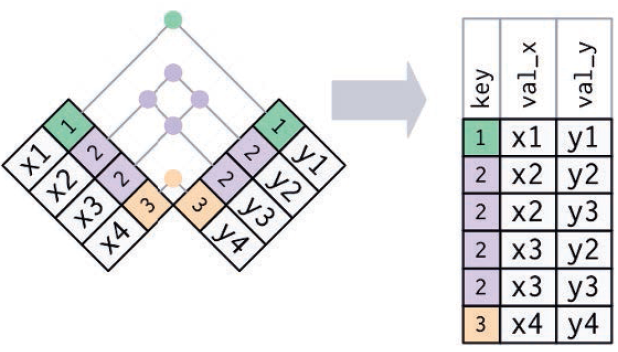 1 x1
2 x2
2 x3
3 x4
1 y1
2 y2
2 y3
3 y4
key val_x val_y
1 x1 y1
2 x2 y2
2 x2 y3
2 x3 y2
2 x3 y3
3 x4 y4